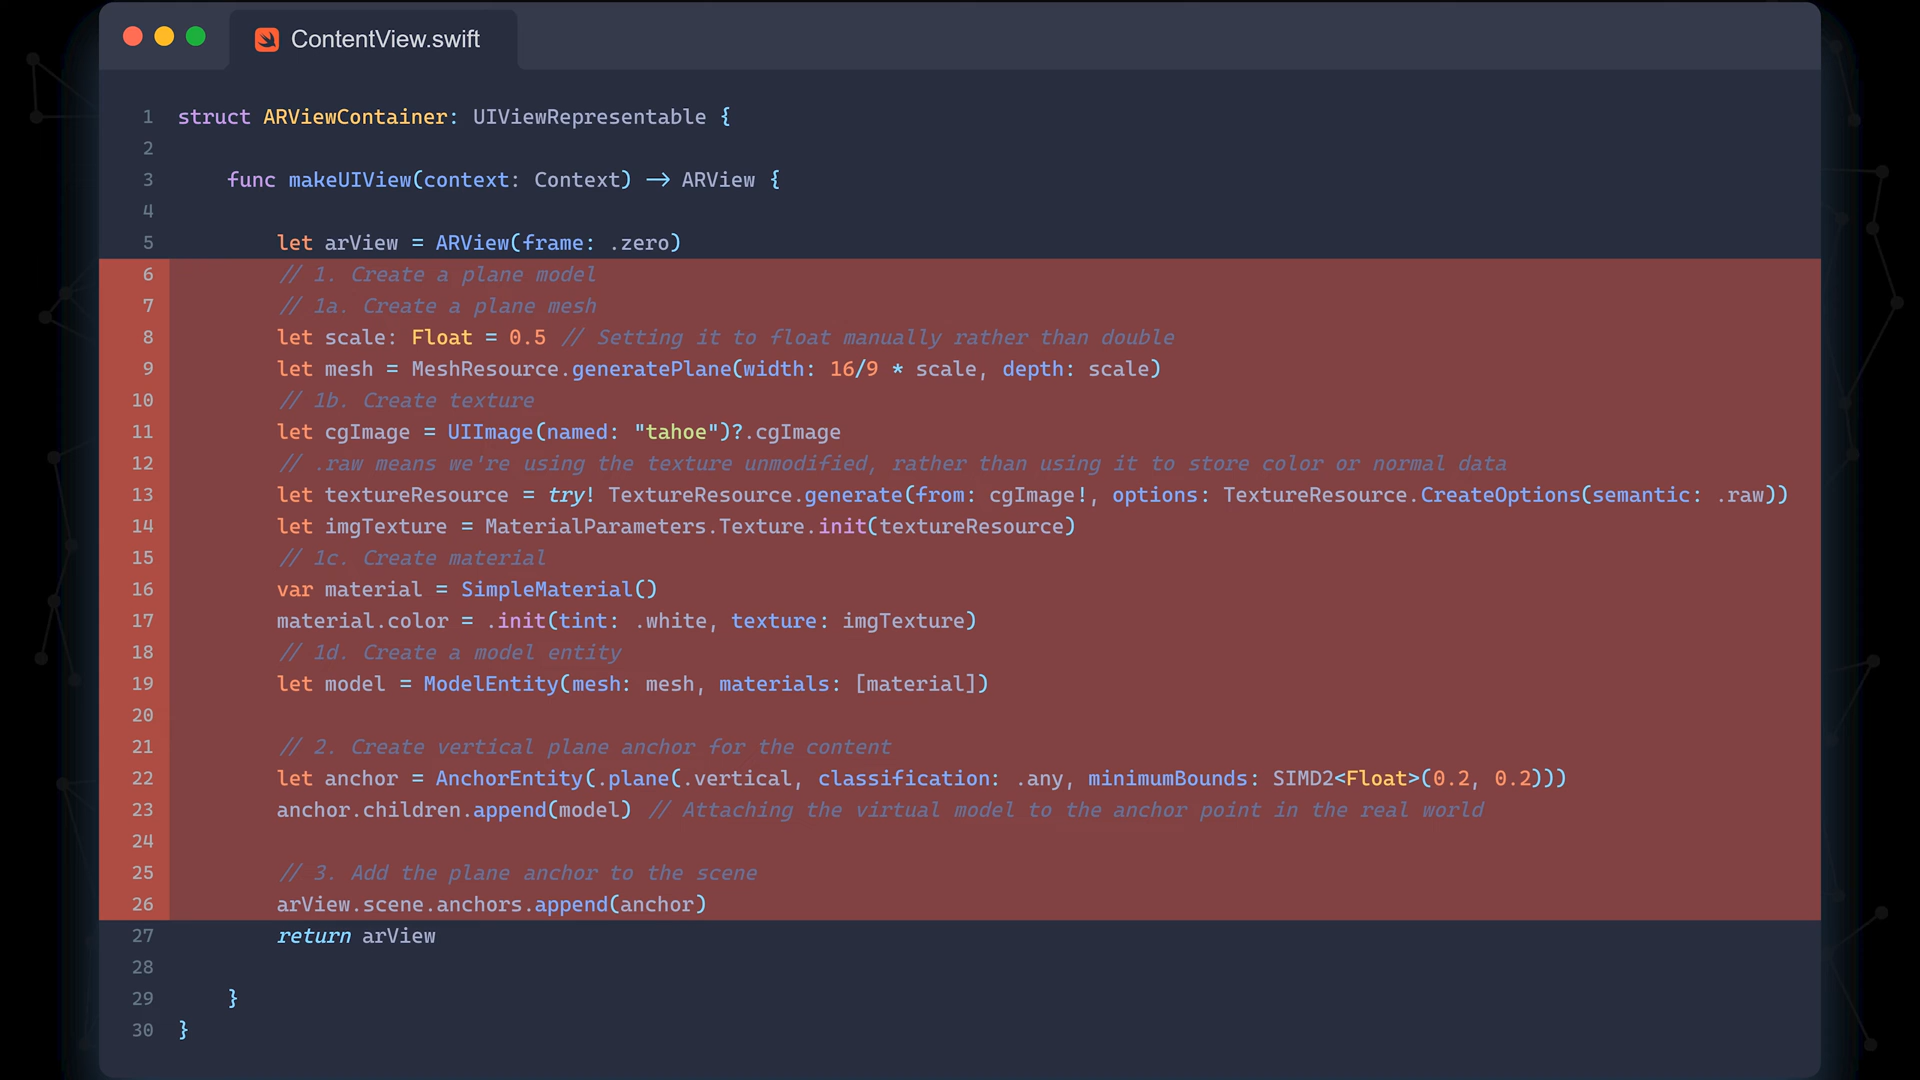 ContentView.swift
1 struct ARViewContainer: UIViewRepresentable {
2
3 func makeUIView(context: Context) -> ARView {
4
5 let arView = ARView(frame: .zero)
6 // 1. Create a plane model
7 // 1a. Create a plane mesh
8 let scale: Float = 0.5 // Setting it to float manually rather than double
9 let mesh = MeshResource.generatePlane(width: 16/9 * scale, depth: scale)
10 // 1b. Create texture
11 let cgImage = UIImage(named: "tahoe")?.cgImage
12 // .raw means we're using the texture unmodified, rather than using it to store color or normal data
13 let textureResource = try! TextureResource.generate(from: cgImage!, options: TextureResource.CreateOptions(semantic: .raw))
14 let imgTexture = MaterialParameters.Texture.init(textureResource)
15 // 1c. Create material
16 var material = SimpleMaterial()
17 material.color = .init(tint: .white, texture: imgTexture)
18 // 1d. Create a model entity
19 let model = ModelEntity(mesh: mesh, materials: [material])
20
21 // 2. Create vertical plane anchor for the content
22 let anchor = AnchorEntity(.plane(.vertical, classification: .any, minimumBounds: SIMD2<Float>(0.2, 0.2)))
23 anchor.children.append(model) // Attaching the virtual model to the anchor point in the real world
24
25 // 3. Add the plane anchor to the scene
26 arView.scene.anchors.append(anchor)
27 return arView
28
29 }
30 }